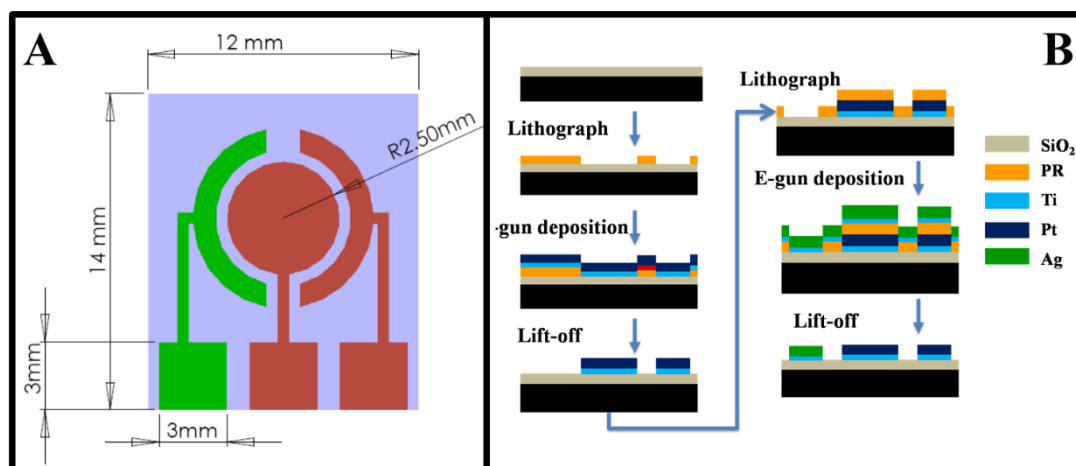 A
12 mm
R2.50mm
14 mm
3mm
3mm
B
Lithograph
-gun deposition
Lift-off
Lithograph
E-gun deposition
Lift-off
SiO₂
PR
Ti
Pt
Ag